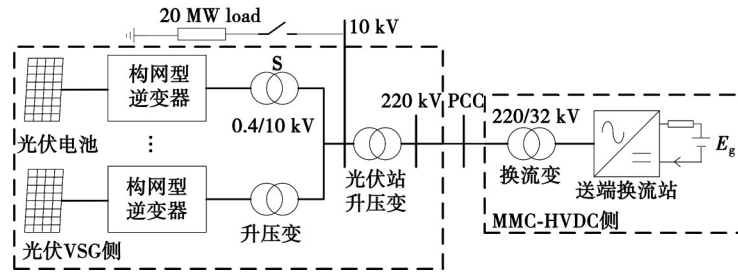 20 MW load
10 kV
构网型
逆变器
S
光伏电池
0.4/10 kV
220 kV
PCC
220/32 kV
E_g
...
构网型
逆变器
光伏站
升压变
换流变
送端换流站
光伏VSG侧
升压变
MMC-HVDC侧